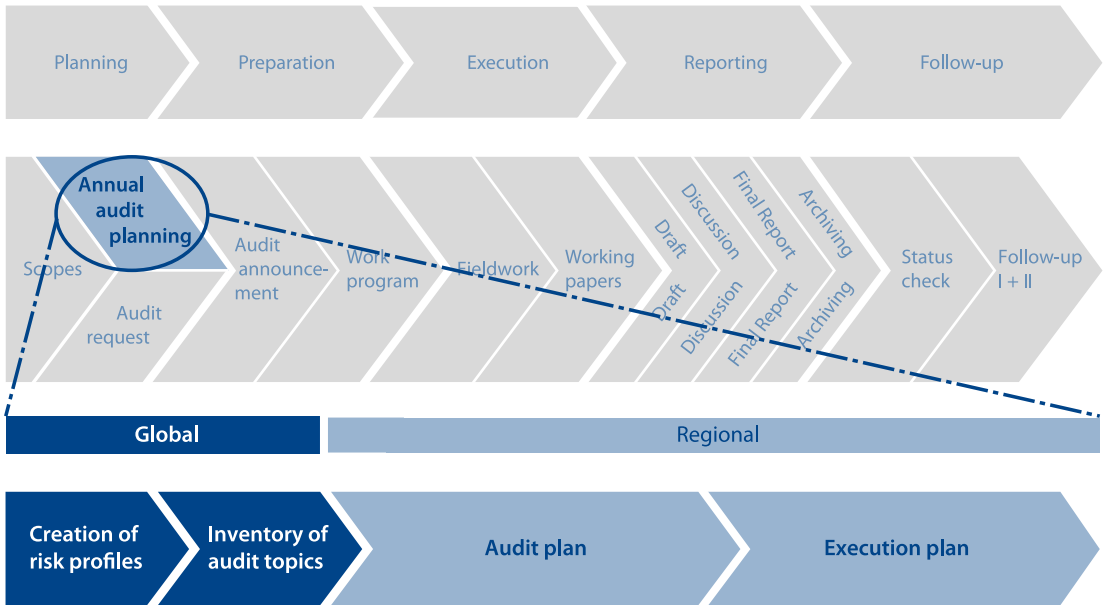 Planning
Preparation
Execution
Reporting
Follow-up
Annual
audit
planning
Scopes
Audit
request
Audit
announce-
ment
Work
program
Fieldwork
Working
papers
Draft
Discussion
Final Report
Archiving
Draft
Discussion
Final Report
Archiving
Status
check
Follow-up
I + II
Global
Regional
Creation of
risk profiles
Inventory of
audit topics
Audit plan
Execution plan